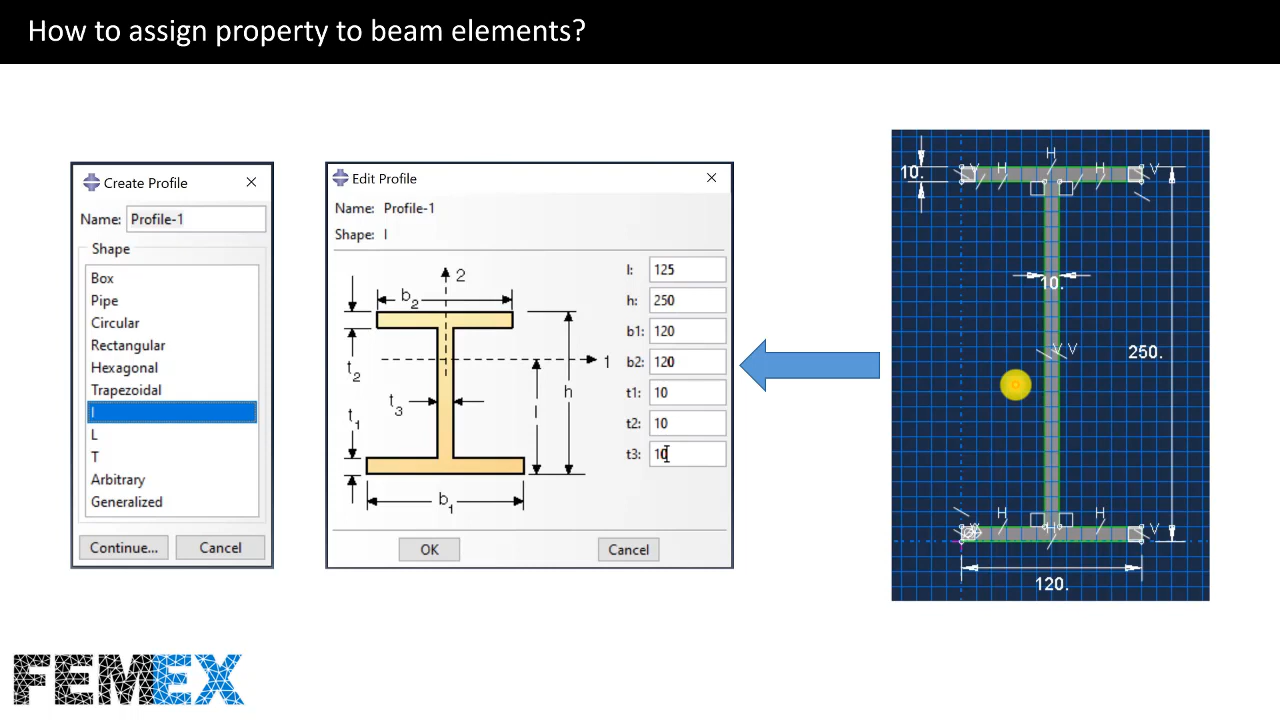 How to assign property to beam elements?
Create Profile
Name: Profile-1
Shape
Box
Pipe
Circular
Rectangular
Hexagonal
Trapezoidal
I
L
T
Arbitrary
Generalized
Continue...
Cancel
Edit Profile
Name: Profile-1
Shape: I
2
1
b2
t2
t3
t1
b1
l
h
l: 125
h: 250
b1: 120
b2: 120
t1: 10
t2: 10
t3: 10
OK
Cancel
10.
H
V
H
H
V
10.
V V
250.
H
H
H
V
120.
FEMEX